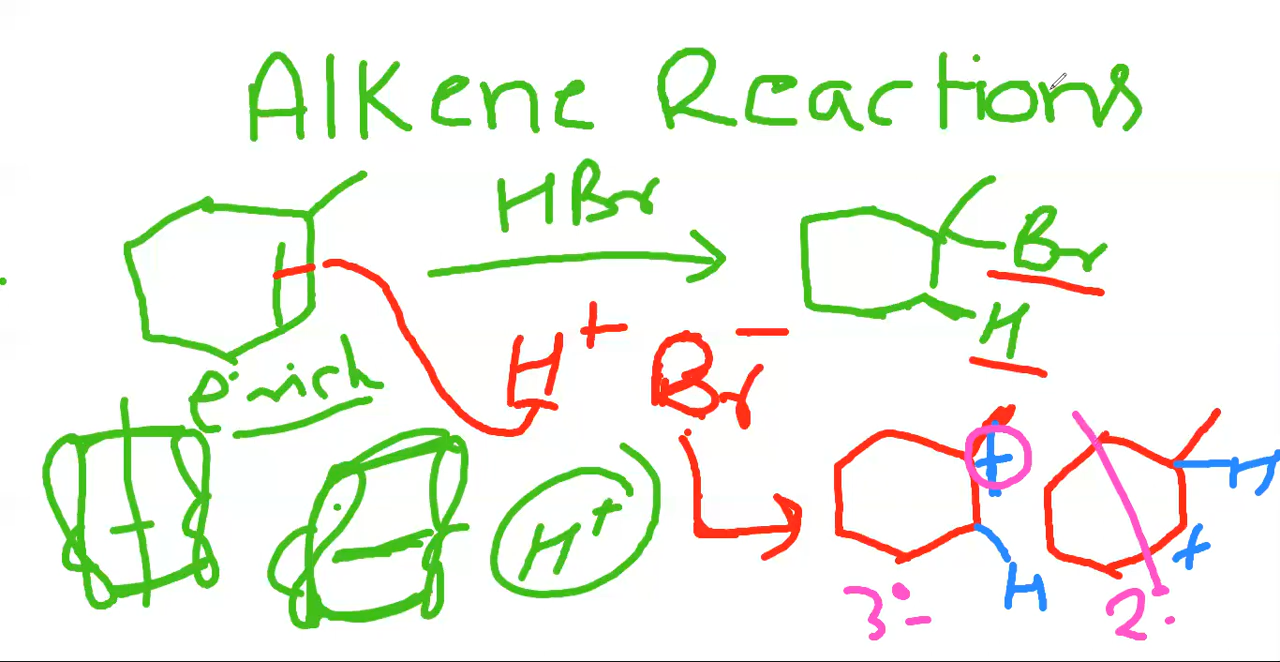 Alkene Reactions
HBr
Br
H
H+ Br−
e- rich
H+
+
H
H
+
3°
2°